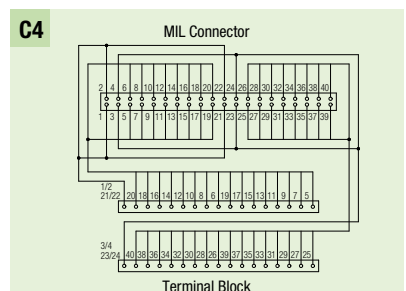 C4
MIL Connector
2 4 6 8 10 12 14 16 18 20 22 24 26 28 30 32 34 36 38 40
1 3 5 7 9 11 13 15 17 19 21 23 25 27 29 31 33 35 37 39
1/2
21/22 20 18 16 14 12 10 8 6 19 17 15 13 11 9 7 5
3/4
23/24 40 38 36 34 32 30 28 26 39 37 35 33 31 29 27 25
Terminal Block